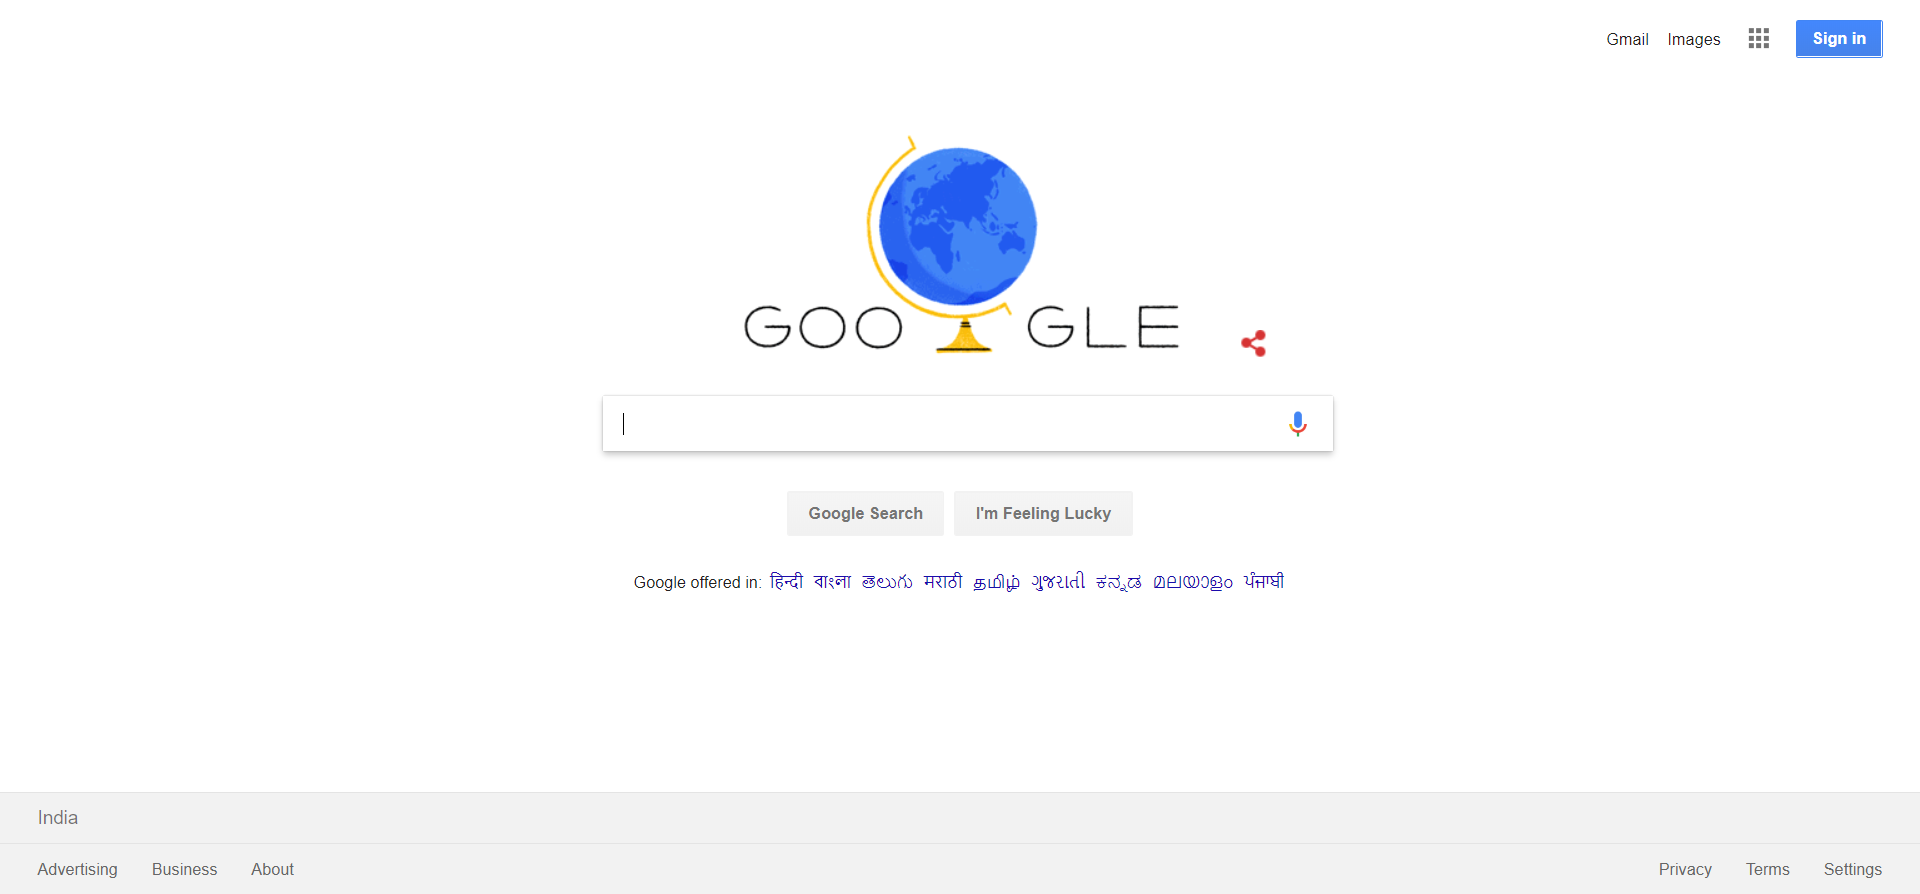 Gmail Images Sign in
GOO GLE
Google Search I'm Feeling Lucky
Google offered in: हिन्दी বাংলা తెలుగు मराठी தமிழ் ગુજરાતી ಕನ್ನಡ മലയാളം ਪੰਜਾਬੀ
India
Advertising Business About Privacy Terms Settings